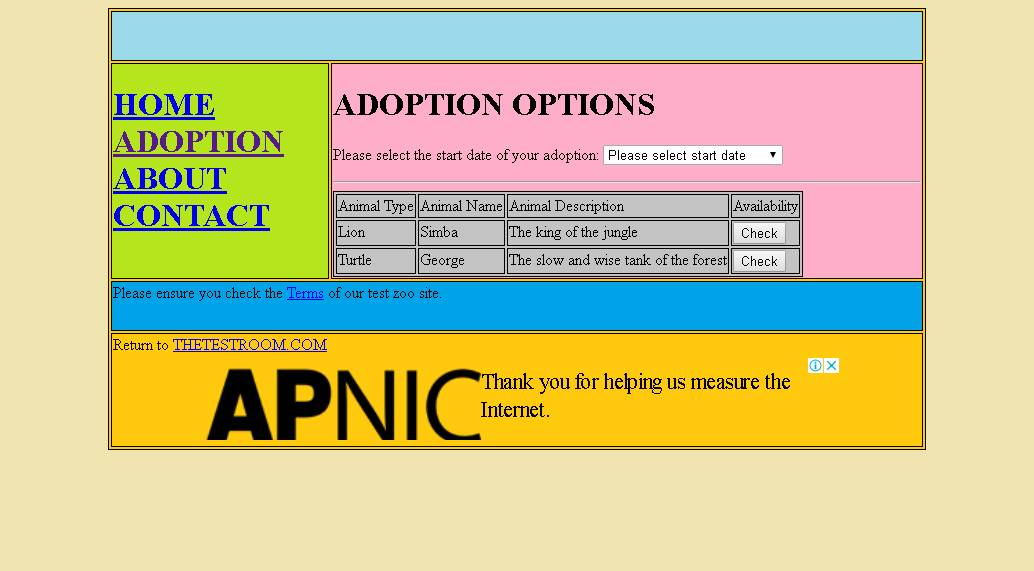 HOME
ADOPTION
ABOUT
CONTACT
ADOPTION OPTIONS
Please select the start date of your adoption: Please select start date
Animal Type Animal Name Animal Description Availability
Lion Simba The king of the jungle Check
Turtle George The slow and wise tank of the forest Check
Please ensure you check the Terms of our test zoo site.
Return to THETESTROOM.COM
APNIC
Thank you for helping us measure the
Internet.